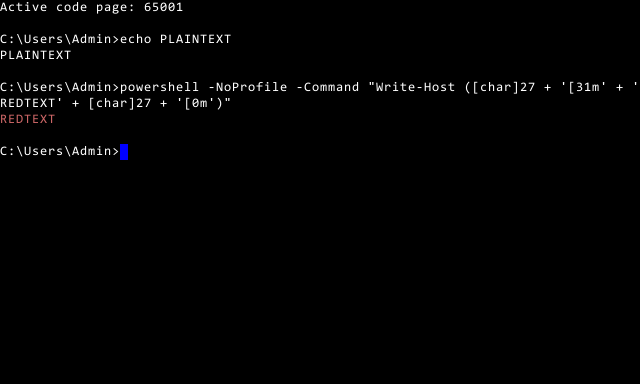 Active code page: 65001
C:\Users\Admin>echo PLAINTEXT
PLAINTEXT
C:\Users\Admin>powershell -NoProfile -Command "Write-Host ([char]27 + '[31m' + '
REDTEXT' + [char]27 + '[0m')"
REDTEXT
C:\Users\Admin>